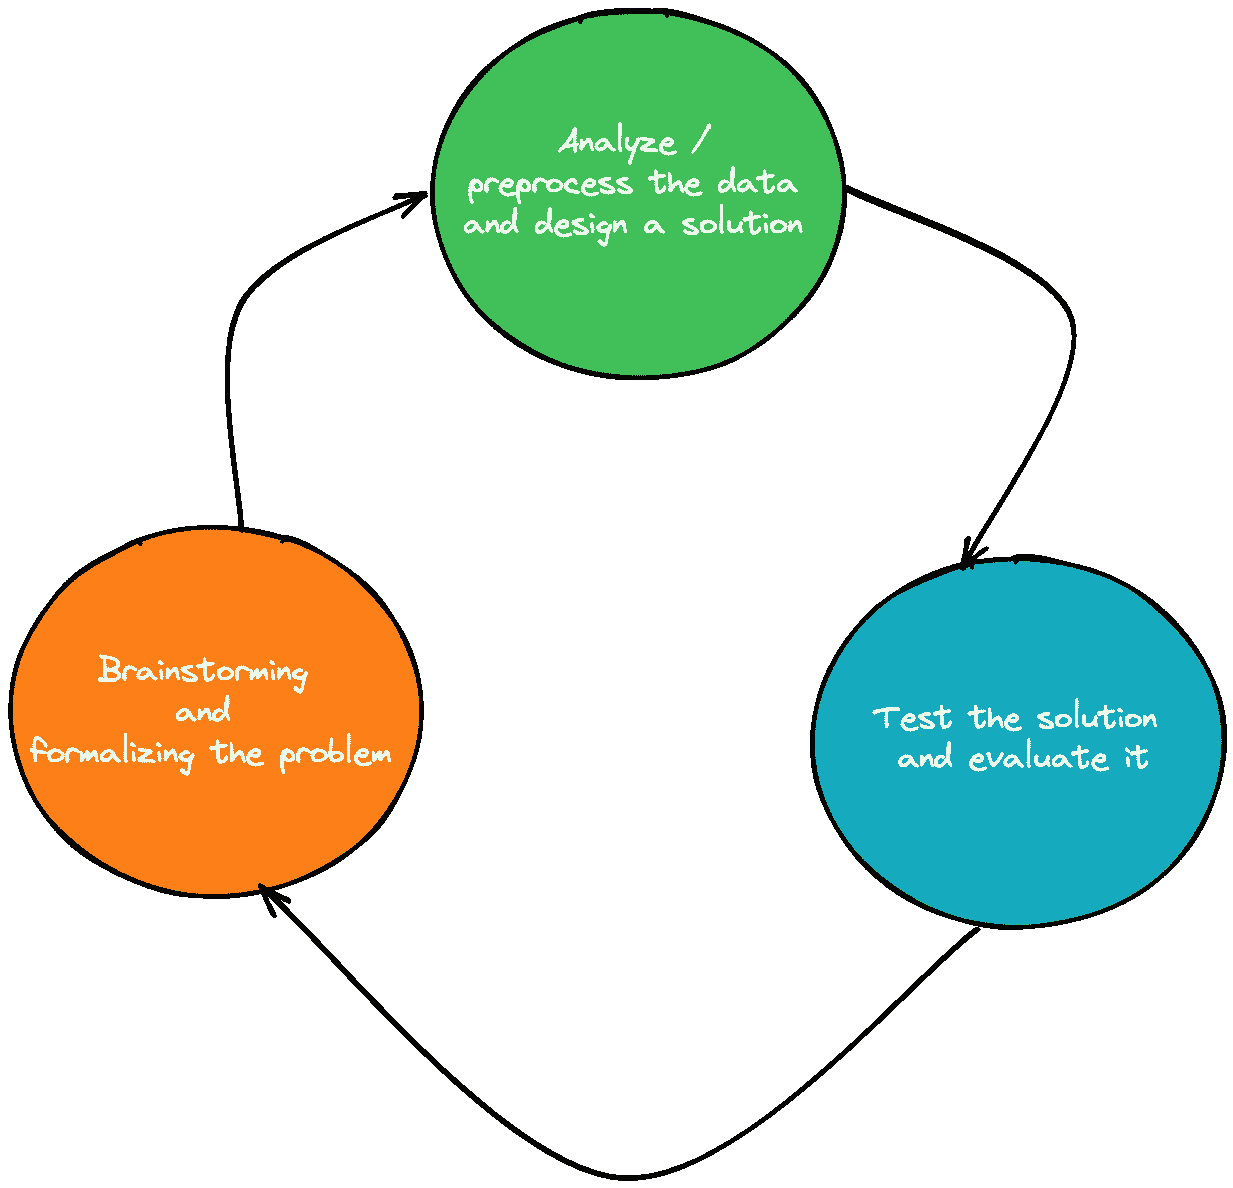 Analyze /
preprocess the data
and design a solution
Brainstorming
and
formalizing the problem
Test the solution
and evaluate it